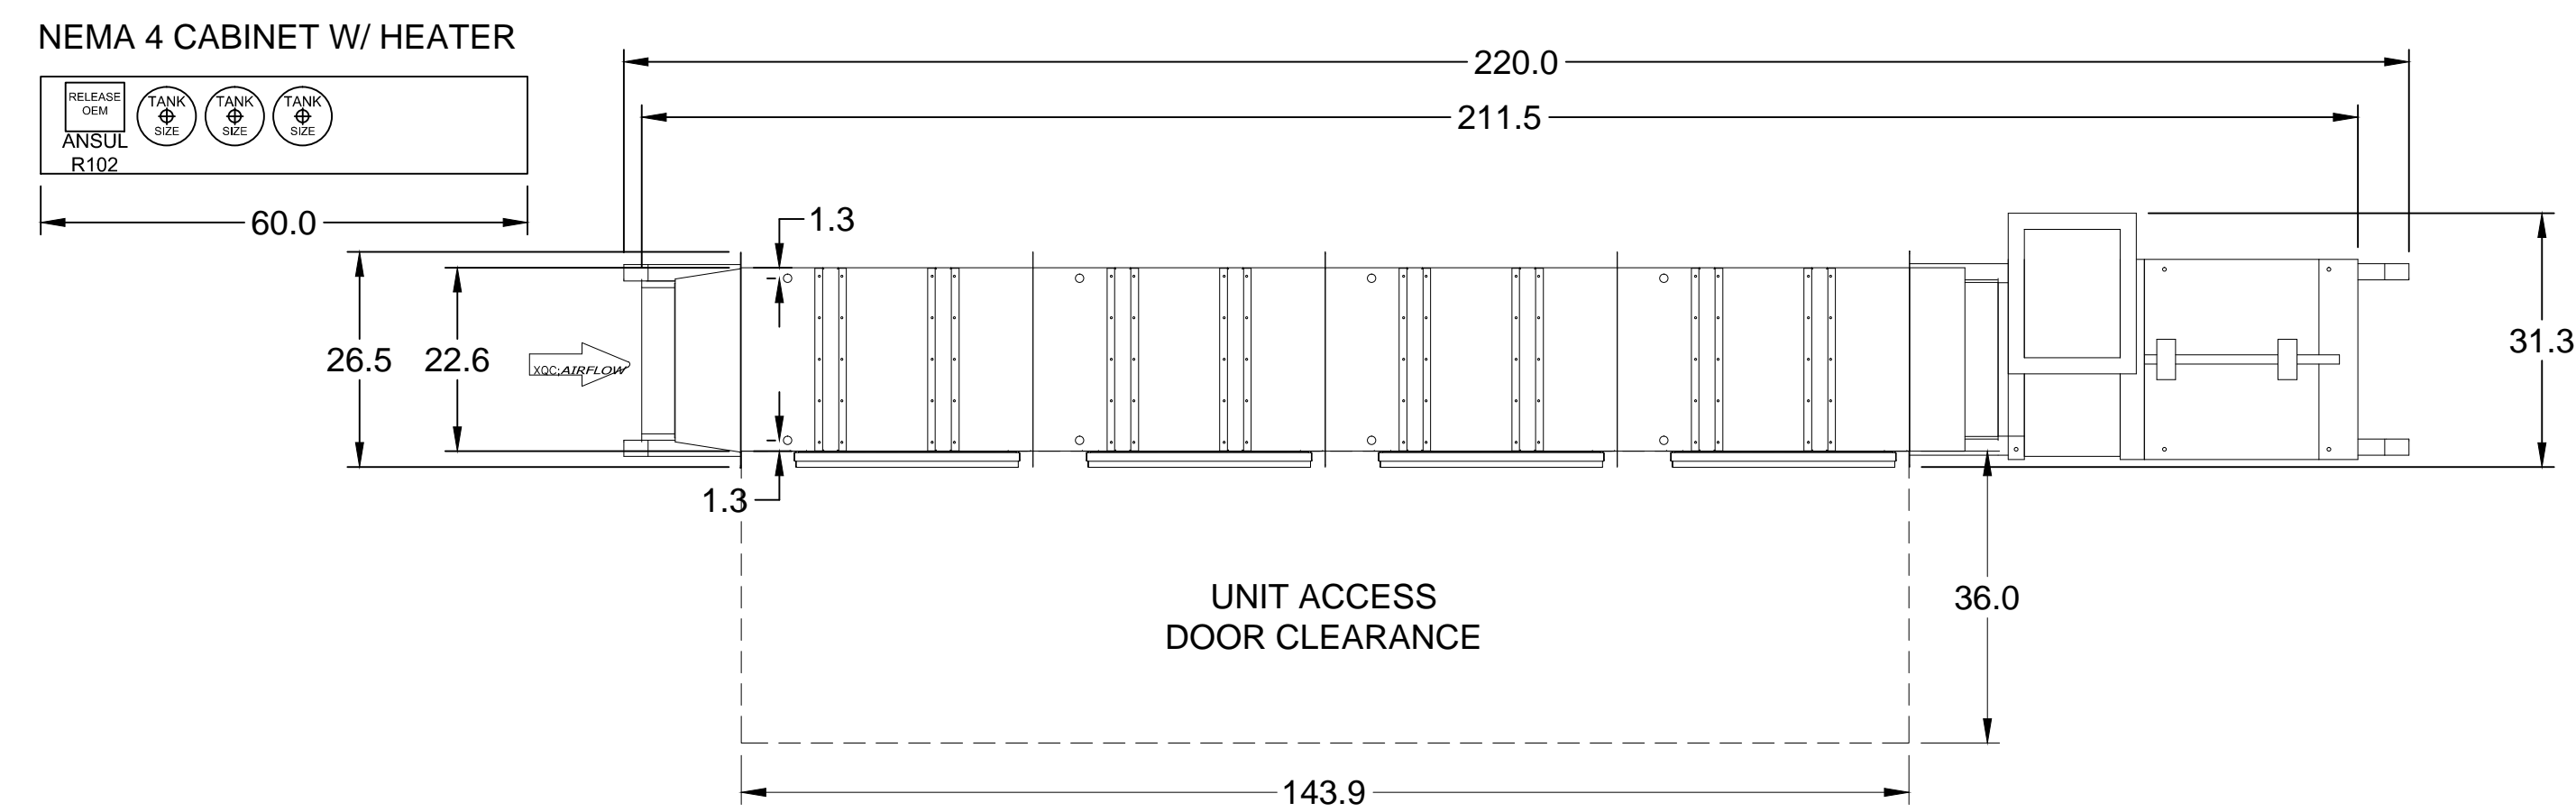 NEMA 4 CABINET W/ HEATER
RELEASE
OEM
ANSUL
R102
TANK
SIZE
TANK
SIZE
TANK
SIZE
60.0
220.0
211.5
1.3
26.5
22.6
XQC;AIRFLOW
31.3
1.3
UNIT ACCESS
DOOR CLEARANCE
36.0
143.9